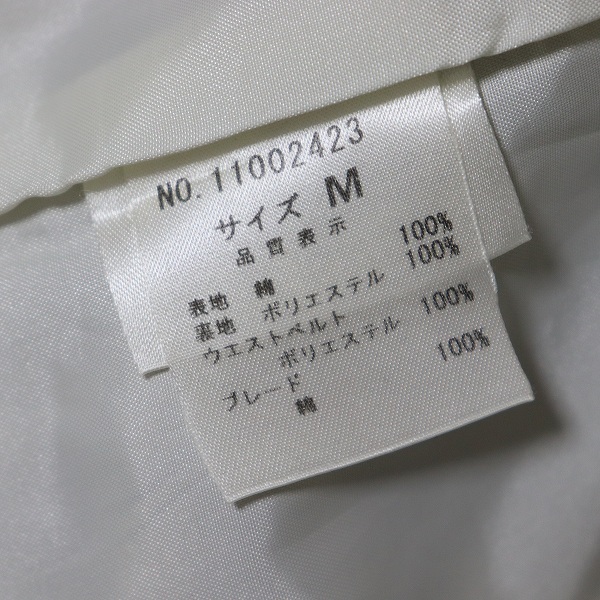 NO.11002423
サイズ M
品質表示
表地 綿 100%
裏地 ポリエステル 100%
ウエストベルト
ポリエステル 100%
ブレード
綿 100%